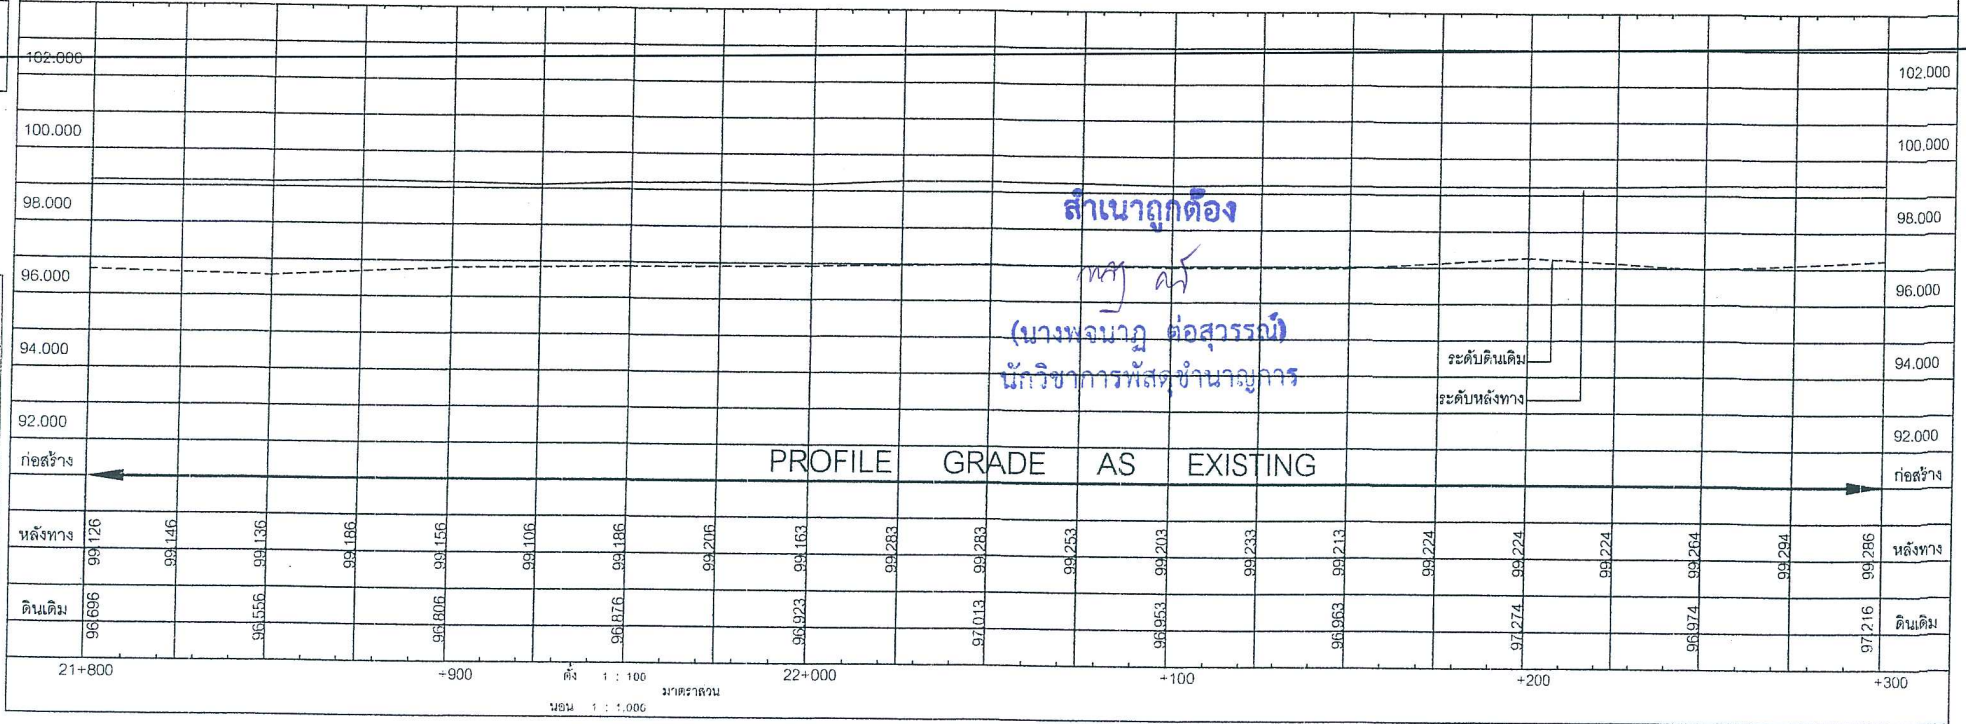 102.000 102.000
100.000 100.000
98.000 98.000
96.000 96.000
94.000 94.000
92.000 92.000
สำเนาถูกต้อง
(นางพจนาฏ ต่อสุวรรณ์)
นักวิชาการพัสดุชำนาญการ
ระดับดินเดิม
ระดับหลังทาง
ก่อสร้าง PROFILE GRADE AS EXISTING ก่อสร้าง
หลังทาง 99.126 99.146 99.136 99.186 99.156 99.106 99.186 99.206 99.163 99.283 99.283 99.253 99.203 99.233 99.213 99.224 99.224 99.224 99.264 99.294 99.286 หลังทาง
ดินเดิม 96.696 96.556 96.806 96.876 96.923 97.013 96.953 96.963 97.274 96.974 97.216 ดินเดิม
21+800 +900 22+000 +100 +200 +300
ตั้ง 1 : 100
มาตราส่วน
นอน 1 : 1,000